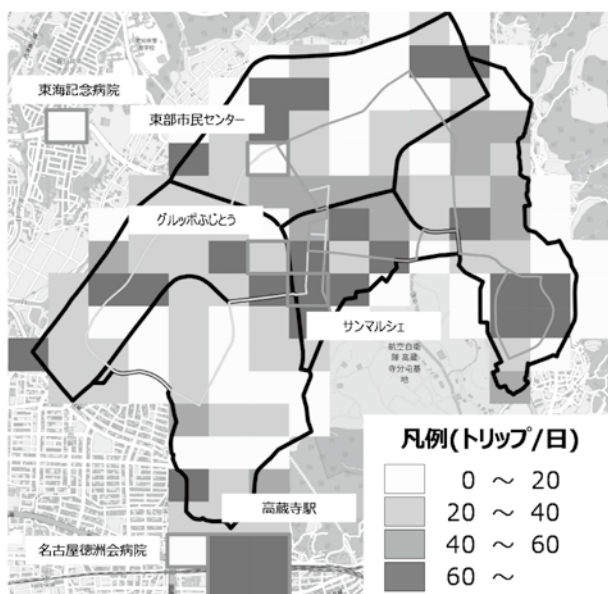 東海記念病院
東部市民センター
グルッポふじとう
サンマルシェ
航空自衛
隊高蔵
寺分屯基
地
凡例(トリップ/日)
0 ～ 20
20 ～ 40
40 ～ 60
60 ～
高蔵寺駅
名古屋徳洲会病院